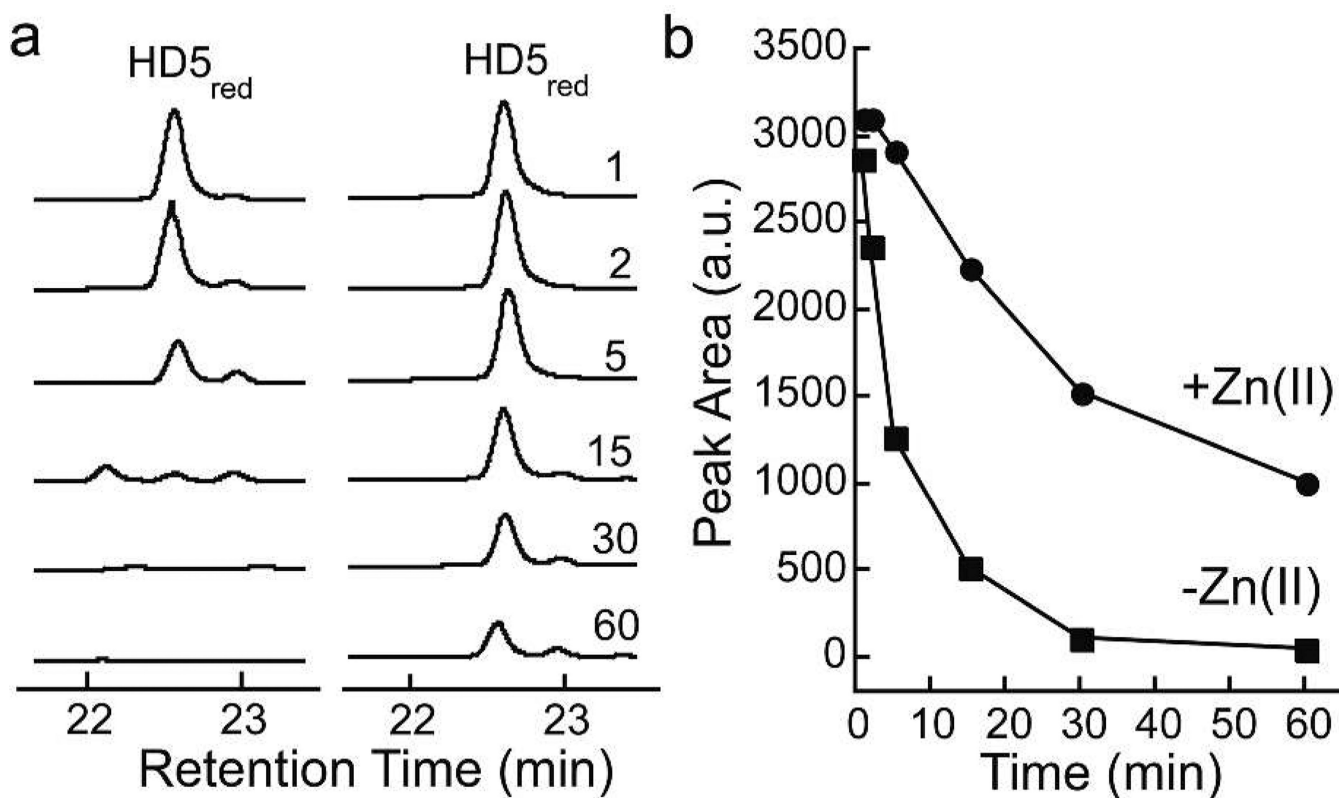 a
HD5red
HD5red
1
2
5
15
30
60
22
23
22
23
Retention Time (min)
b
3500
3000
2500
2000
1500
1000
500
0
Peak Area (a.u.)
+Zn(II)
-Zn(II)
0 10 20 30 40 50 60
Time (min)